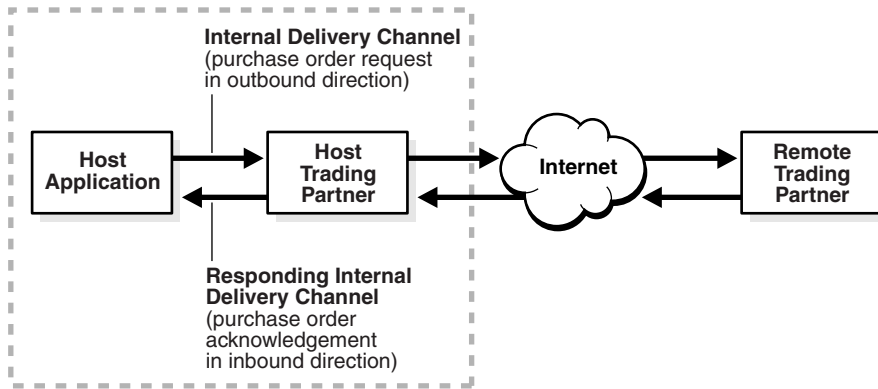 Internal Delivery Channel
(purchase order request
in outbound direction)
Host
Application
Host
Trading
Partner
Internet
Remote
Trading
Partner
Responding Internal
Delivery Channel
(purchase order
acknowledgement
in inbound direction)